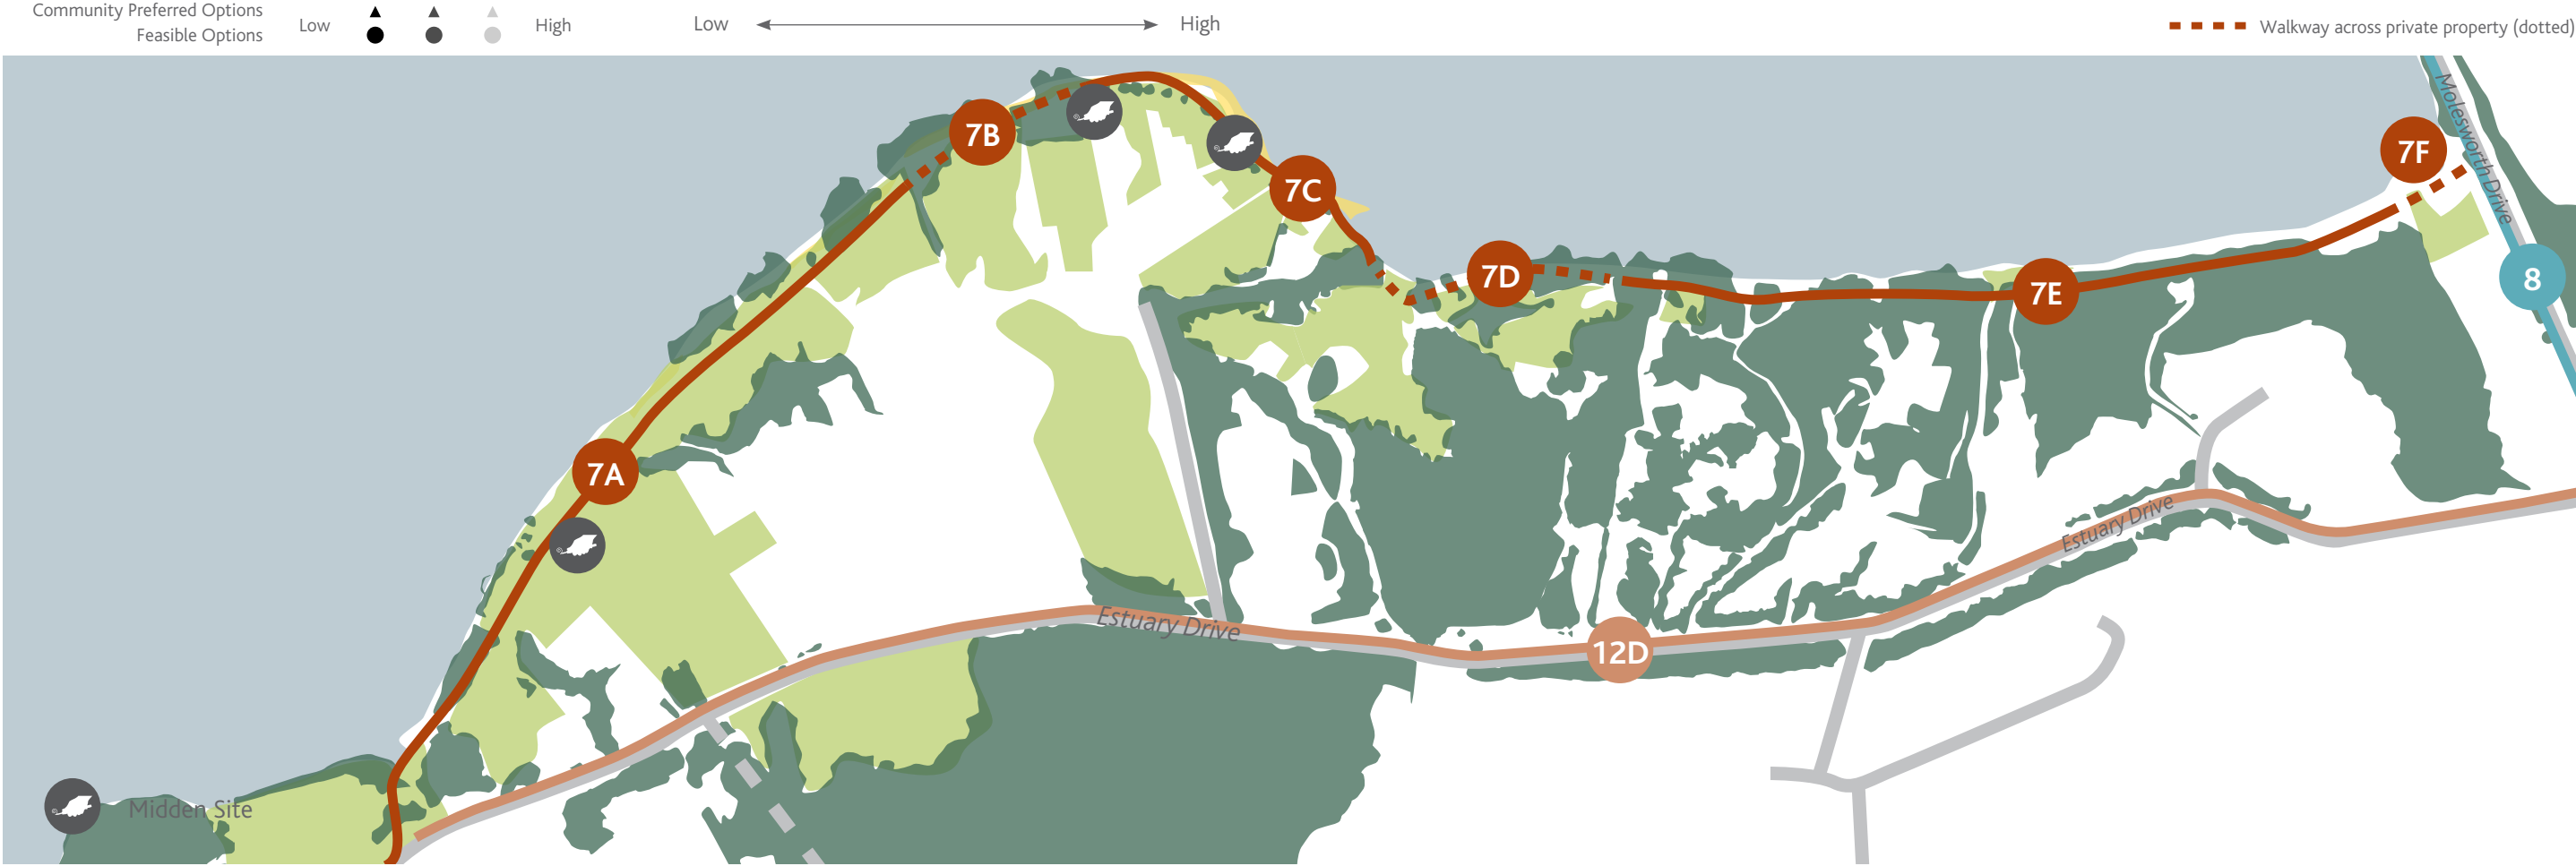 Community Preferred Options
Feasible Options
Low
High
Low
High
Walkway across private property (dotted)
Molesworth Drive
7B
7F
7C
7D
7E
8
7A
Estuary Drive
Estuary Drive
12D
Midden Site